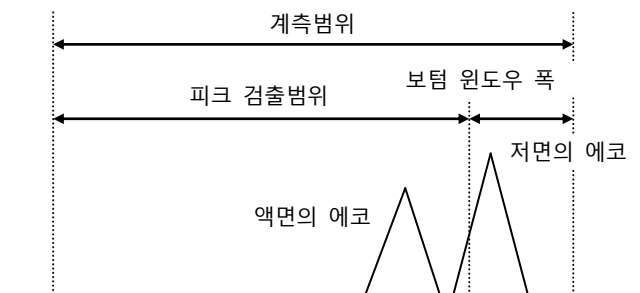 계측범위
보텀 윈도우 폭
피크 검출범위
저면의 에코
액면의 에코